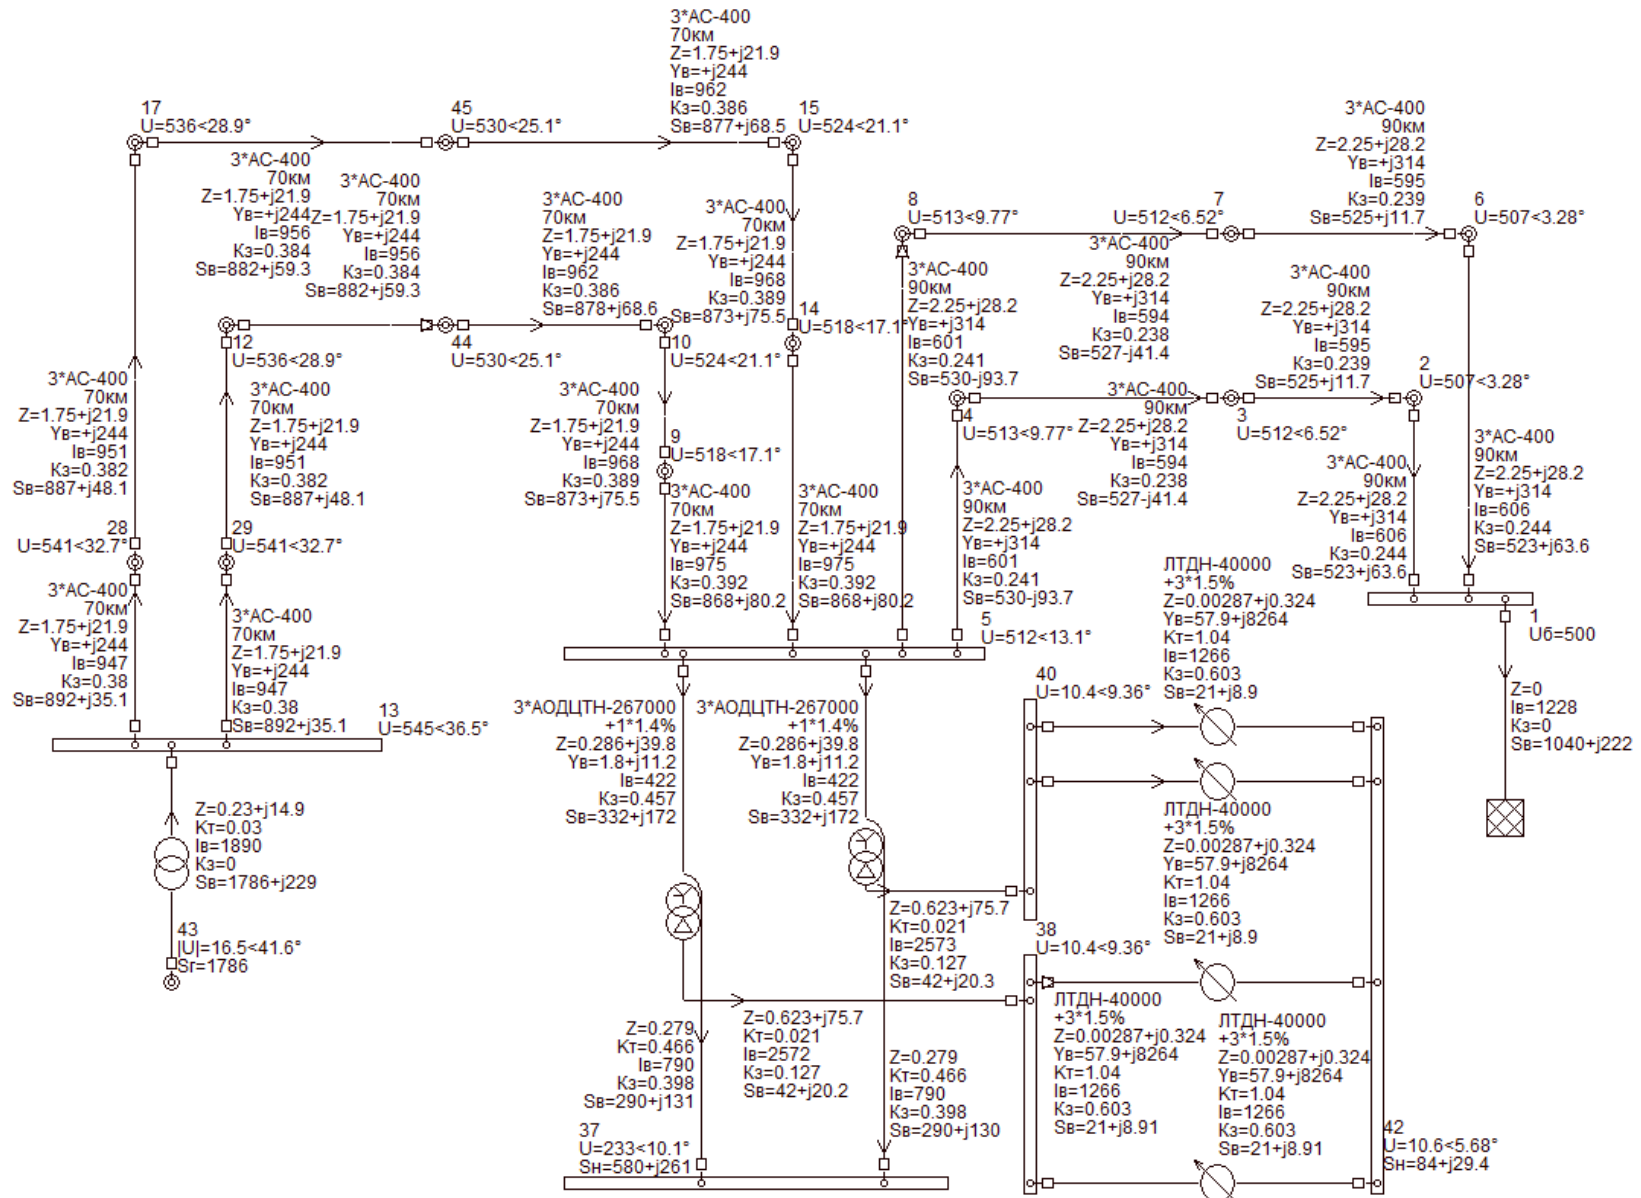 3*АС-400
70км
Z=1.75+j21.9
Yв=+j244
Iв=962
Кз=0.386
Sв=877+j68.5
17
U=536<28.9°
45
U=530<25.1°
15
U=524<21.1°
3*АС-400
70км
Z=1.75+j21.9
Yв=+j244
Iв=956
Кз=0.384
Sв=882+j59.3
3*АС-400
70км
Z=1.75+j21.9
Yв=+j244
Iв=956
Кз=0.384
Sв=882+j59.3
3*АС-400
70км
Z=1.75+j21.9
Yв=+j244
Iв=962
Кз=0.386
Sв=878+j68.6
3*АС-400
70км
Z=1.75+j21.9
Yв=+j244
Iв=968
Кз=0.389
Sв=873+j75.5
14
U=518<17.1°
8
U=513<9.77°
7
U=512<6.52°
3*АС-400
90км
Z=2.25+j28.2
Yв=+j314
Iв=595
Кз=0.239
Sв=525+j11.7
6
U=507<3.28°
3*АС-400
90км
Z=2.25+j28.2
Yв=+j314
Iв=601
Кз=0.241
Sв=530-j93.7
3*АС-400
90км
Z=2.25+j28.2
Yв=+j314
Iв=594
Кз=0.238
Sв=527-j41.4
3*АС-400
90км
Z=2.25+j28.2
Yв=+j314
Iв=595
Кз=0.239
Sв=525+j11.7
2
U=507<3.28°
12
U=536<28.9°
44
U=530<25.1°
10
U=524<21.1°
3*АС-400
70км
Z=1.75+j21.9
Yв=+j244
Iв=951
Кз=0.382
Sв=887+j48.1
3*АС-400
70км
Z=1.75+j21.9
Yв=+j244
Iв=951
Кз=0.382
Sв=887+j48.1
3*АС-400
70км
Z=1.75+j21.9
Yв=+j244
Iв=968
Кз=0.389
Sв=873+j75.5
9
U=518<17.1°
4
U=513<9.77°
3*АС-400
90км
Z=2.25+j28.2
Yв=+j314
Iв=594
Кз=0.238
Sв=527-j41.4
3
U=512<6.52°
3*АС-400
90км
Z=2.25+j28.2
Yв=+j314
Iв=606
Кз=0.244
Sв=523+j63.6
3*АС-400
90км
Z=2.25+j28.2
Yв=+j314
Iв=606
Кз=0.244
Sв=523+j63.6
28
U=541<32.7°
29
U=541<32.7°
3*АС-400
70км
Z=1.75+j21.9
Yв=+j244
Iв=947
Кз=0.38
Sв=892+j35.1
3*АС-400
70км
Z=1.75+j21.9
Yв=+j244
Iв=947
Кз=0.38
Sв=892+j35.1
3*АС-400
70км
Z=1.75+j21.9
Yв=+j244
Iв=975
Кз=0.392
Sв=868+j80.2
3*АС-400
70км
Z=1.75+j21.9
Yв=+j244
Iв=975
Кз=0.392
Sв=868+j80.2
3*АС-400
90км
Z=2.25+j28.2
Yв=+j314
Iв=601
Кз=0.241
Sв=530-j93.7
5
U=512<13.1°
1
Uб=500
13
U=545<36.5°
3*АОДЦТН-267000
+1*1.4%
Z=0.286+j39.8
Yв=1.8+j11.2
Iв=422
Кз=0.457
Sв=332+j172
3*АОДЦТН-267000
+1*1.4%
Z=0.286+j39.8
Yв=1.8+j11.2
Iв=422
Кз=0.457
Sв=332+j172
40
U=10.4<9.36°
ЛТДН-40000
+3*1.5%
Z=0.00287+j0.324
Yв=57.9+j8264
Кт=1.04
Iв=1266
Кз=0.603
Sв=21+j8.9
Z=0
Iв=1228
Кз=0
Sв=1040+j222
Z=0.23+j14.9
Кт=0.03
Iв=1890
Кз=0
Sв=1786+j229
ЛТДН-40000
+3*1.5%
Z=0.00287+j0.324
Yв=57.9+j8264
Кт=1.04
Iв=1266
Кз=0.603
Sв=21+j8.9
43
|U|=16.5<41.6°
Sг=1786
Z=0.623+j75.7
Кт=0.021
Iв=2573
Кз=0.127
Sв=42+j20.3
38
U=10.4<9.36°
Z=0.279
Кт=0.466
Iв=790
Кз=0.398
Sв=290+j131
Z=0.623+j75.7
Кт=0.021
Iв=2572
Кз=0.127
Sв=42+j20.2
Z=0.279
Кт=0.466
Iв=790
Кз=0.398
Sв=290+j130
ЛТДН-40000
+3*1.5%
Z=0.00287+j0.324
Yв=57.9+j8264
Кт=1.04
Iв=1266
Кз=0.603
Sв=21+j8.91
ЛТДН-40000
+3*1.5%
Z=0.00287+j0.324
Yв=57.9+j8264
Кт=1.04
Iв=1266
Кз=0.603
Sв=21+j8.91
37
U=233<10.1°
Sн=580+j261
42
U=10.6<5.68°
Sн=84+j29.4